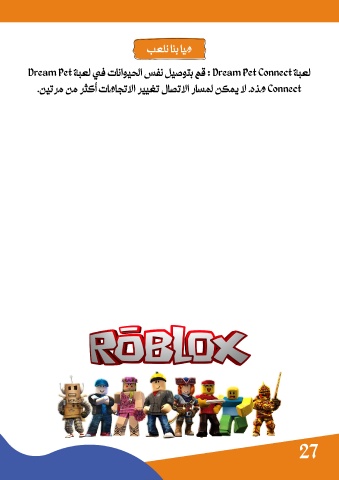 هيا بنا نلعب
لعبة Dream Pet Connect : قم بتوصيل نفس الحيوانات في لعبة Dream Pet
Connect هذه. لا يمكن لمسار الاتصال تغيير الاتجاهات أكثر من مرتين.
ROBLOX
27